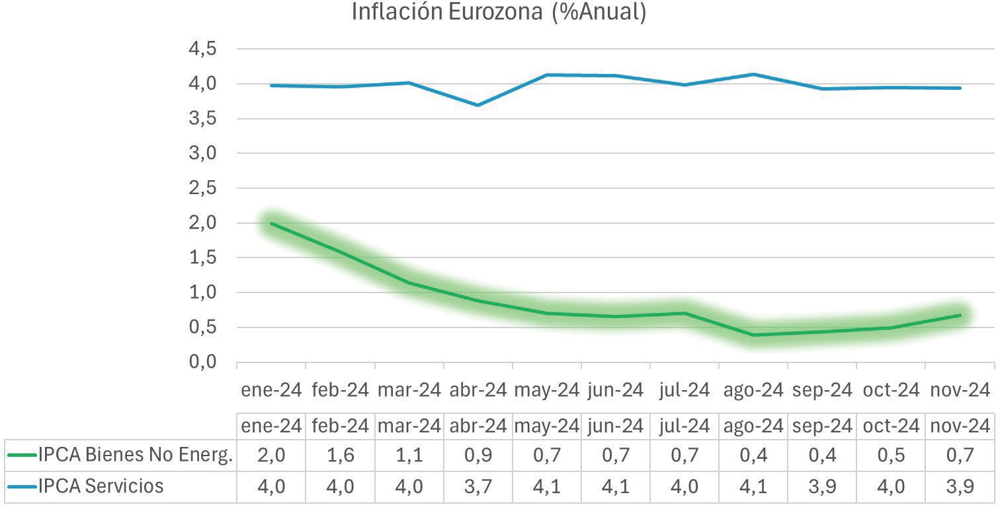 Inflación Eurozona (%Anual)
4,5
4,0
3,5
3,0
2,5
2,0
1,5
1,0
0,5
0,0
ene-24 feb-24 mar-24 abr-24 may-24 jun-24 jul-24 ago-24 sep-24 oct-24 nov-24
ene-24 feb-24 mar-24 abr-24 may-24 jun-24 jul-24 ago-24 sep-24 oct-24 nov-24
IPCA Bienes No Energ. 2,0 1,6 1,1 0,9 0,7 0,7 0,7 0,4 0,4 0,5 0,7
IPCA Servicios 4,0 4,0 4,0 3,7 4,1 4,1 4,0 4,1 3,9 4,0 3,9